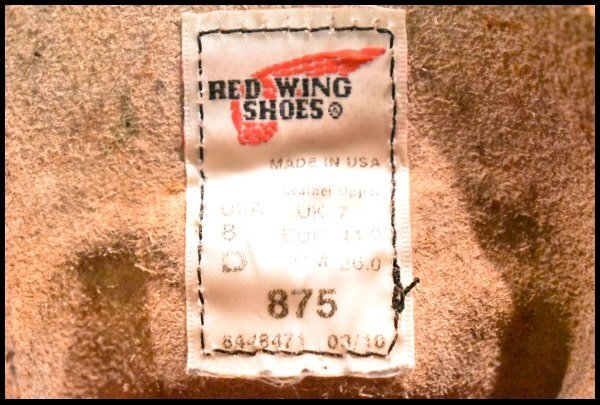 RED WING
SHOES®
MADE IN USA
Leather Upper
USA UK 7
8 EUR 41.0
D CM 26.0
875
8448471 03/10